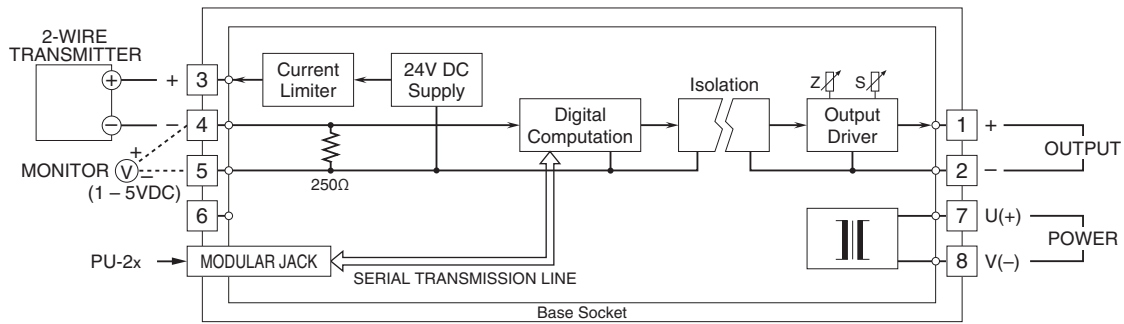 2-WIRE
TRANSMITTER
+
–
+ 3
– 4
5
6
MONITOR V + –
(1 – 5VDC)
PU-2x
MODULAR JACK
SERIAL TRANSMISSION LINE
Current
Limiter
24V DC
Supply
250Ω
Digital
Computation
Isolation
Z S
Output
Driver
1 +
2 –
OUTPUT
7 U(+)
8 V(–)
POWER
Base Socket